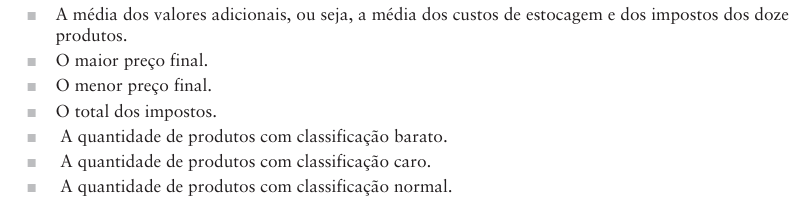 ■ A média dos valores adicionais, ou seja, a média dos custos de estocagem e dos impostos dos doze
produtos.
■ O maior preço final.
■ O menor preço final.
■ O total dos impostos.
■ A quantidade de produtos com classificação barato.
■ A quantidade de produtos com classificação caro.
■ A quantidade de produtos com classificação normal.